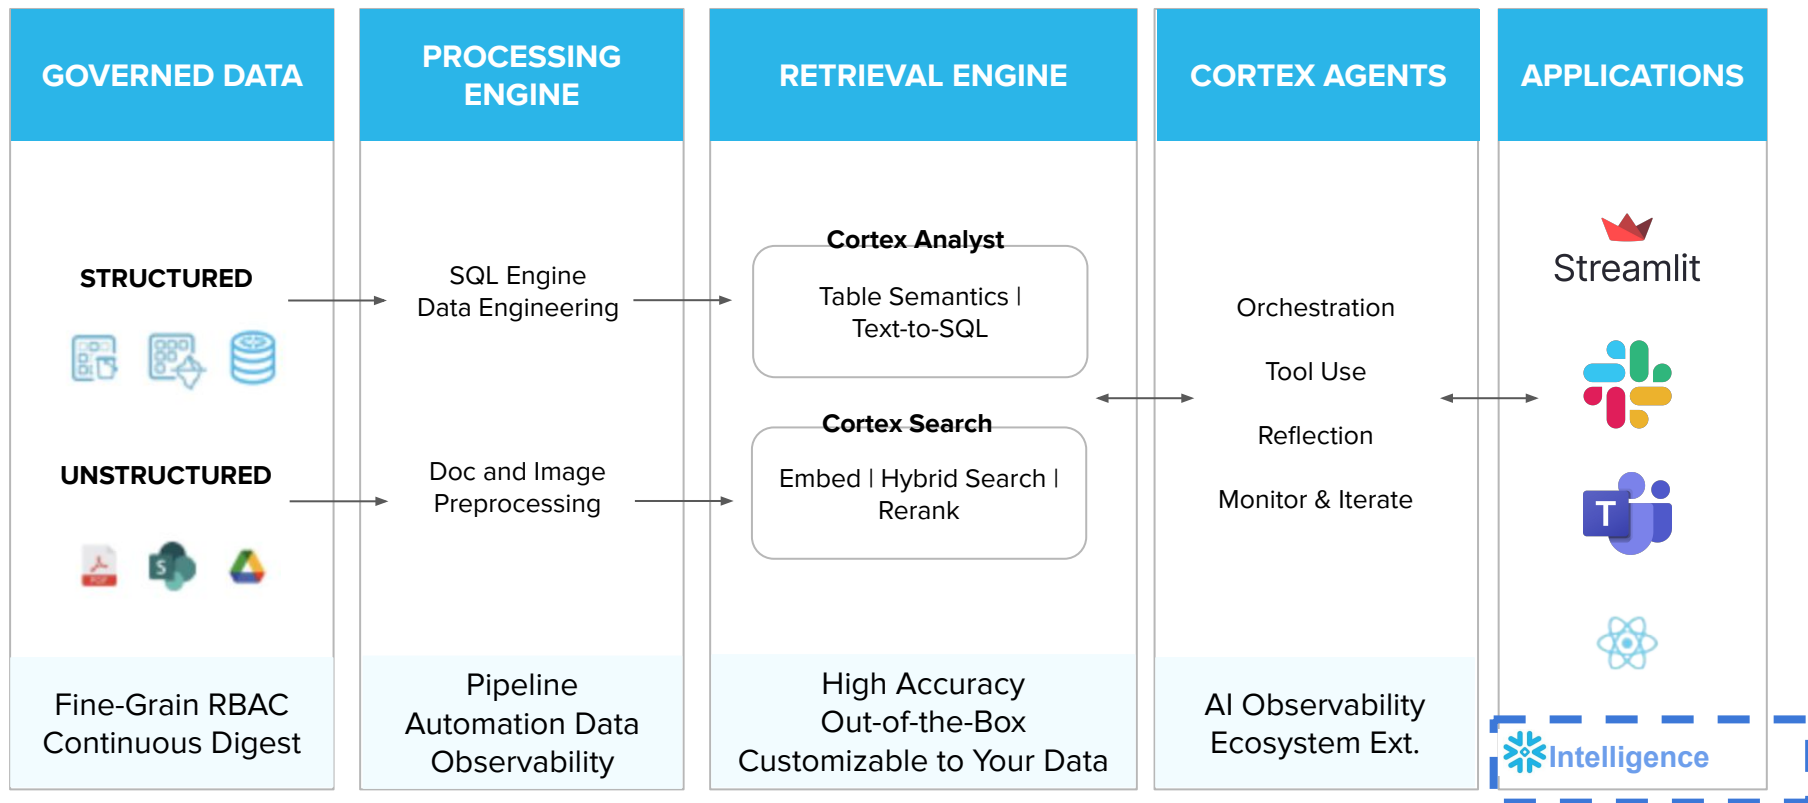 GOVERNED DATA
STRUCTURED
UNSTRUCTURED
PDF
S
Fine-Grain RBAC
Continuous Digest
PROCESSING
ENGINE
SQL Engine
Data Engineering
Doc and Image
Preprocessing
Pipeline
Automation Data
Observability
RETRIEVAL ENGINE
Cortex Analyst
Table Semantics |
Text-to-SQL
Cortex Search
Embed | Hybrid Search |
Rerank
High Accuracy
Out-of-the-Box
Customizable to Your Data
CORTEX AGENTS
Orchestration
Tool Use
Reflection
Monitor & Iterate
AI Observability
Ecosystem Ext.
APPLICATIONS
Streamlit
T
Intelligence